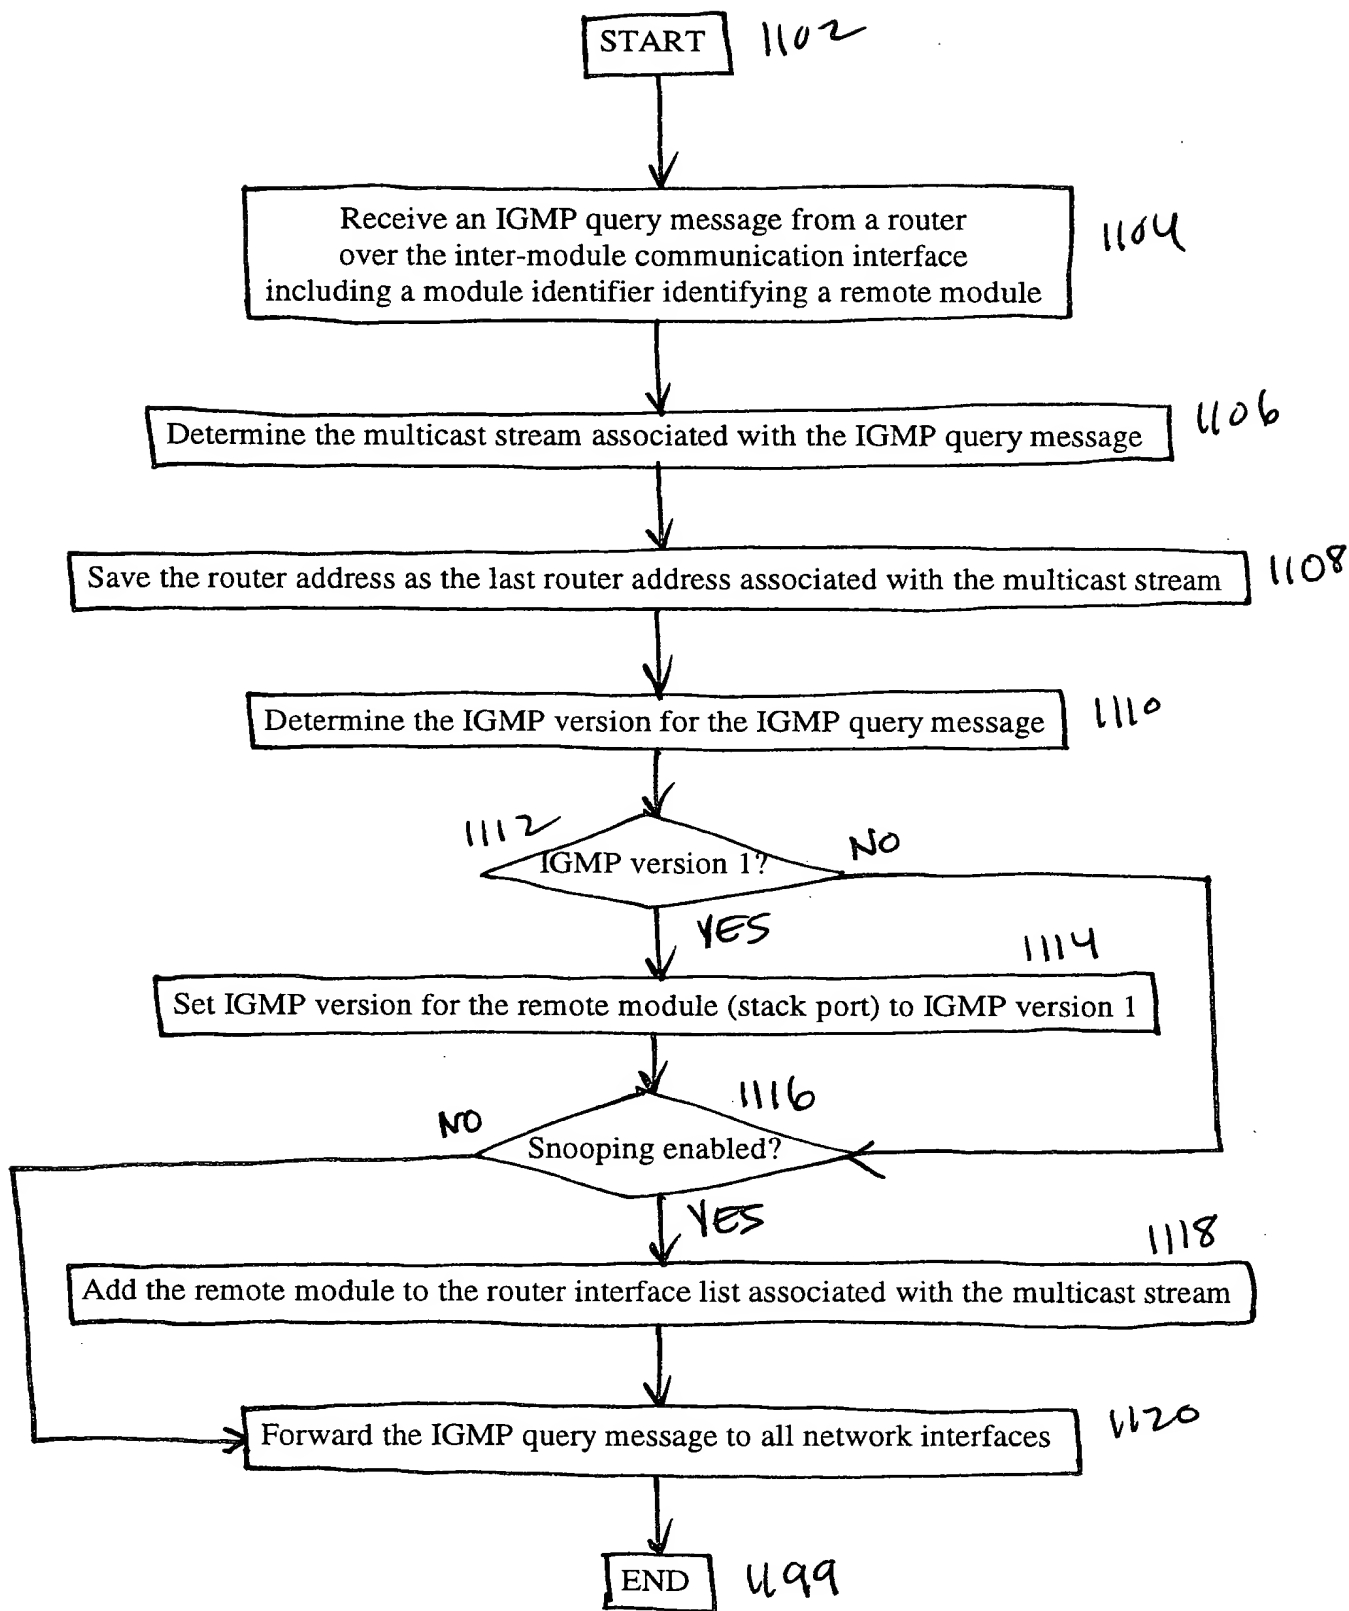 START 1102
Receive an IGMP query message from a router
over the inter-module communication interface
including a module identifier identifying a remote module
1104
Determine the multicast stream associated with the IGMP query message 1106
Save the router address as the last router address associated with the multicast stream 1108
Determine the IGMP version for the IGMP query message 1110
1112
IGMP version 1?
NO
YES
1114
Set IGMP version for the remote module (stack port) to IGMP version 1
1116
NO
Snooping enabled?
YES
1118
Add the remote module to the router interface list associated with the multicast stream
Forward the IGMP query message to all network interfaces 1120
END 1199